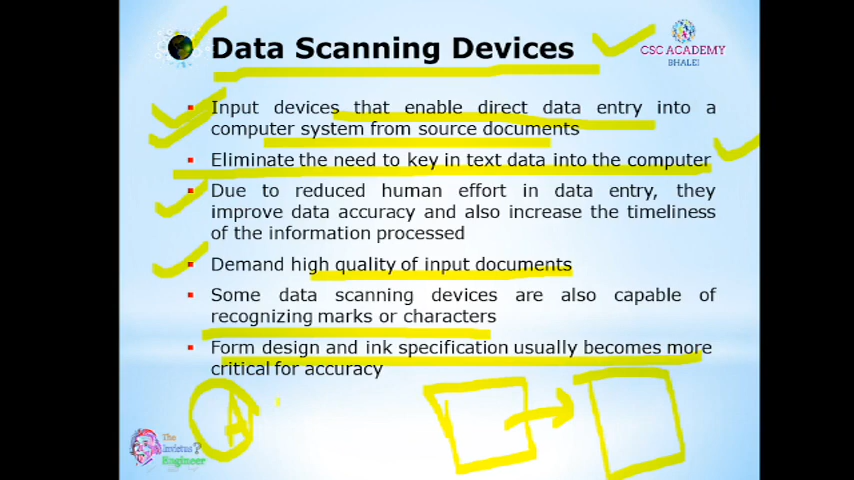 Data Scanning Devices
CSC ACADEMY
BHALEI
Input devices that enable direct data entry into a
computer system from source documents
Eliminate the need to key in text data into the computer
Due to reduced human effort in data entry, they
improve data accuracy and also increase the timeliness
of the information processed
Demand high quality of input documents
Some data scanning devices are also capable of
recognizing marks or characters
Form design and ink specification usually becomes more
critical for accuracy
A
The
Invictus?
Engineer